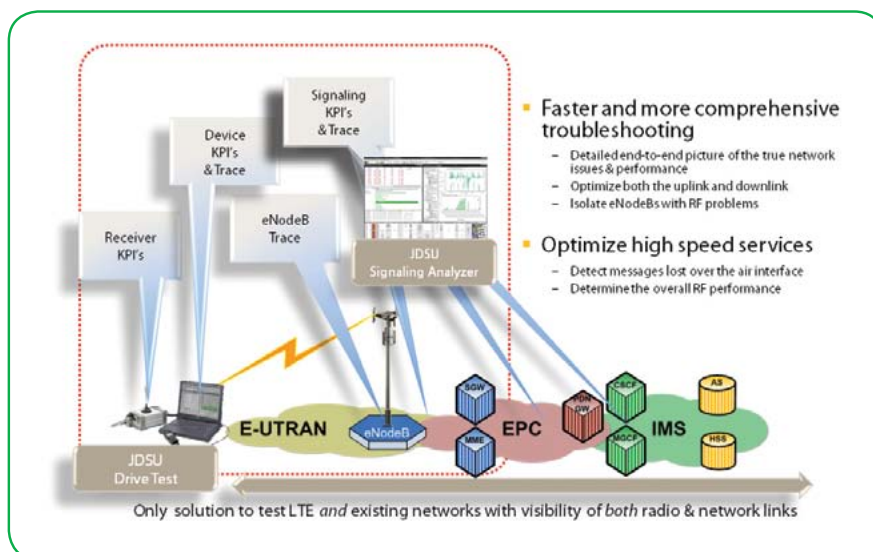 Signaling
KPI's
& Trace
Device
KPI's
& Trace
eNodeB
Trace
Receiver
KPI's
JDSU
Signaling Analyzer
Faster and more comprehensive
troubleshooting
– Detailed end-to-end picture of the true network
issues & performance
– Optimize both the uplink and downlink
– Isolate eNodeBs with RF problems
Optimize high speed services
– Detect messages lost over the air interface
– Determine the overall RF performance
E-UTRAN
eNodeB
SGW
MME
EPC
PDN
GW
CSCF
MGCF
IMS
AS
HSS
JDSU
Drive Test
Only solution to test LTE and existing networks with visibility of both radio & network links